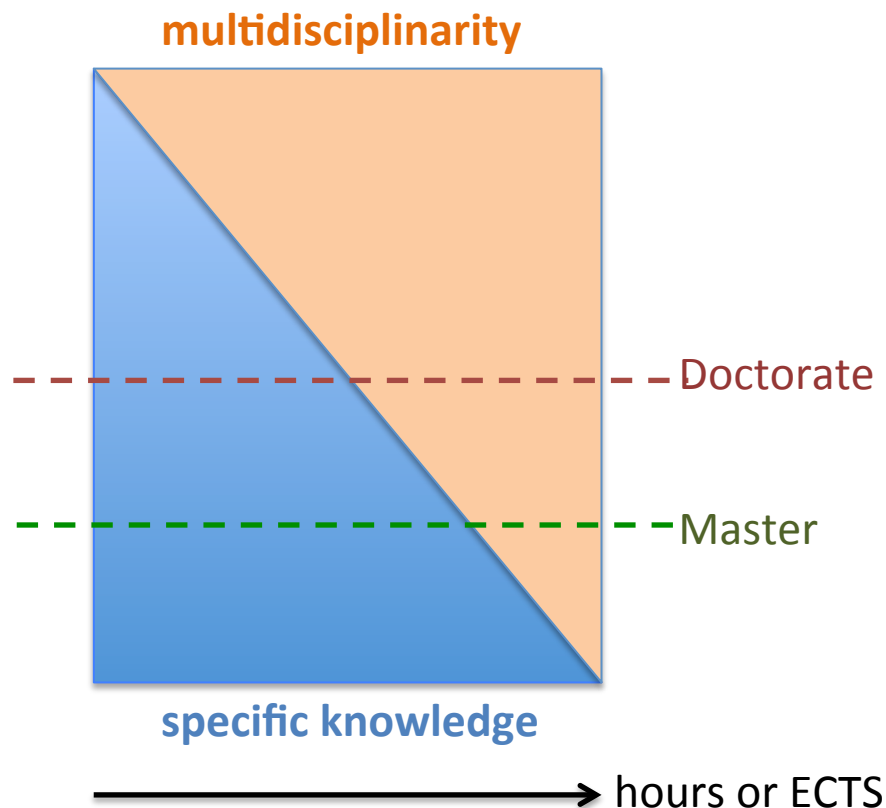 multidisciplinarity
Doctorate
Master
specific knowledge
hours or ECTS